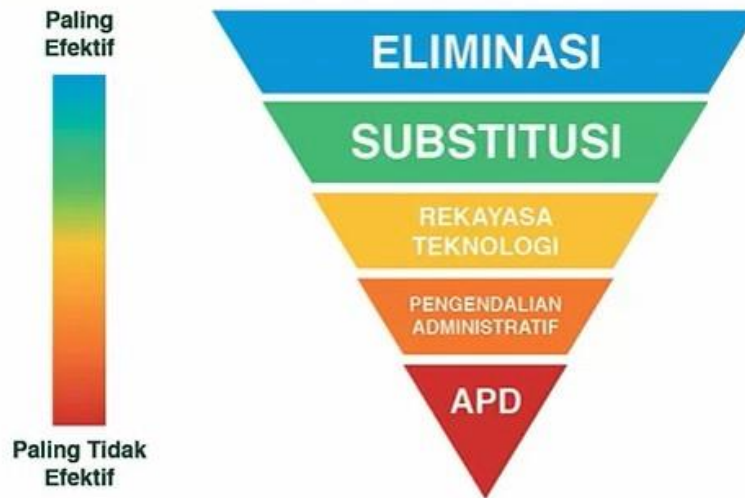 Paling
Efektif
ELIMINASI
SUBSTITUSI
REKAYASA
TEKNOLOGI
PENGENDALIAN
ADMINISTRATIF
APD
Paling Tidak
Efektif